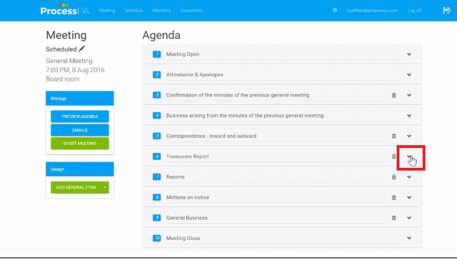 ProcessPA
Meeting Schedule Members Documents
matthew@processpa.com Log off
Meeting
Scheduled
General Meeting
7:00 PM, 8 Aug 2016
Board room
Manage
PREVIEW AGENDA
EMAILS
START MEETING
Design
ADD GENERAL ITEM
Agenda
1 Meeting Open
2 Attendance & Apologies
3 Confirmation of the minutes of the previous general meeting
4 Business arising from the minutes of the previous general meeting
5 Correspondence - Inward and outward
6 Treasurers Report
7 Reports
8 Motions on notice
9 General Business
10 Meeting Close